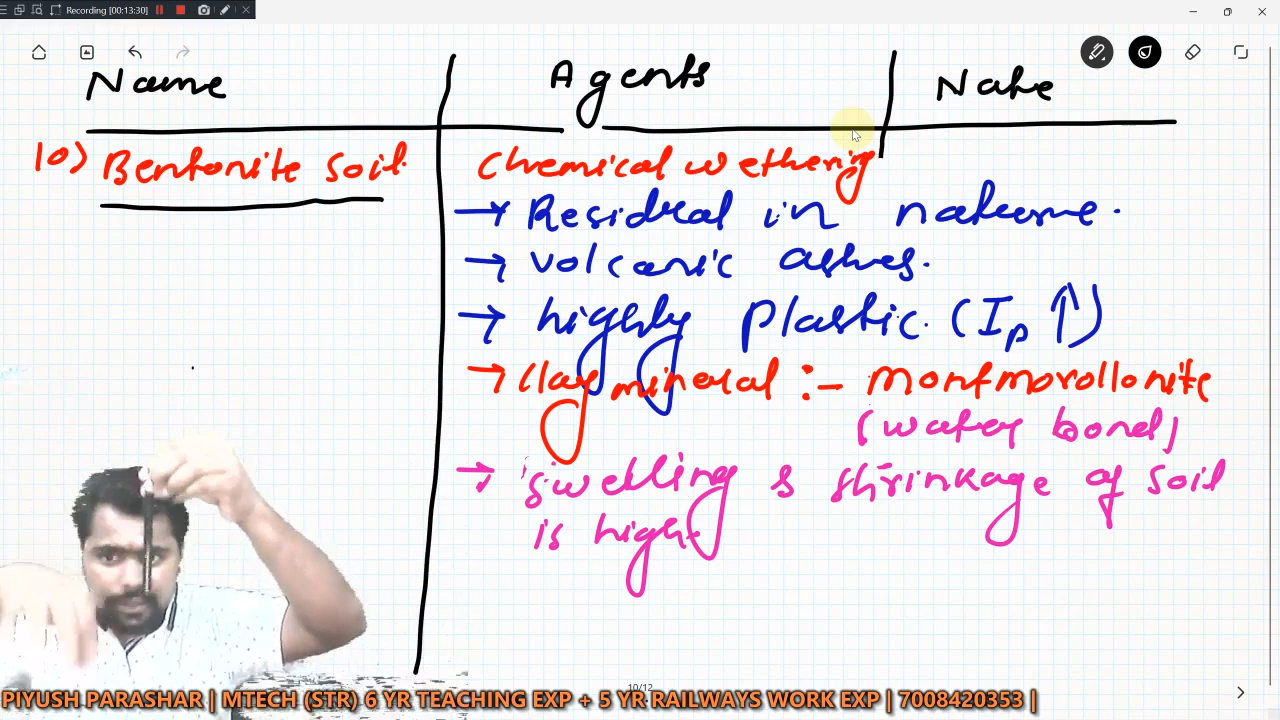 Recording [00:13:30]
Name Agents Note
10) Bentonite soil Chemical wethering
→ Residual in nature.
→ volcanic ashes.
→ highly plastic. (Ip ↑)
→ clay mineral :- montmorollonite
(water bond)
→ swelling & shrinkage of soil
is high
10/12
PIYUSH PARASHAR | MTECH (STR) 6 YR TEACHING EXP + 5 YR RAILWAYS WORK EXP | 7008420353 |